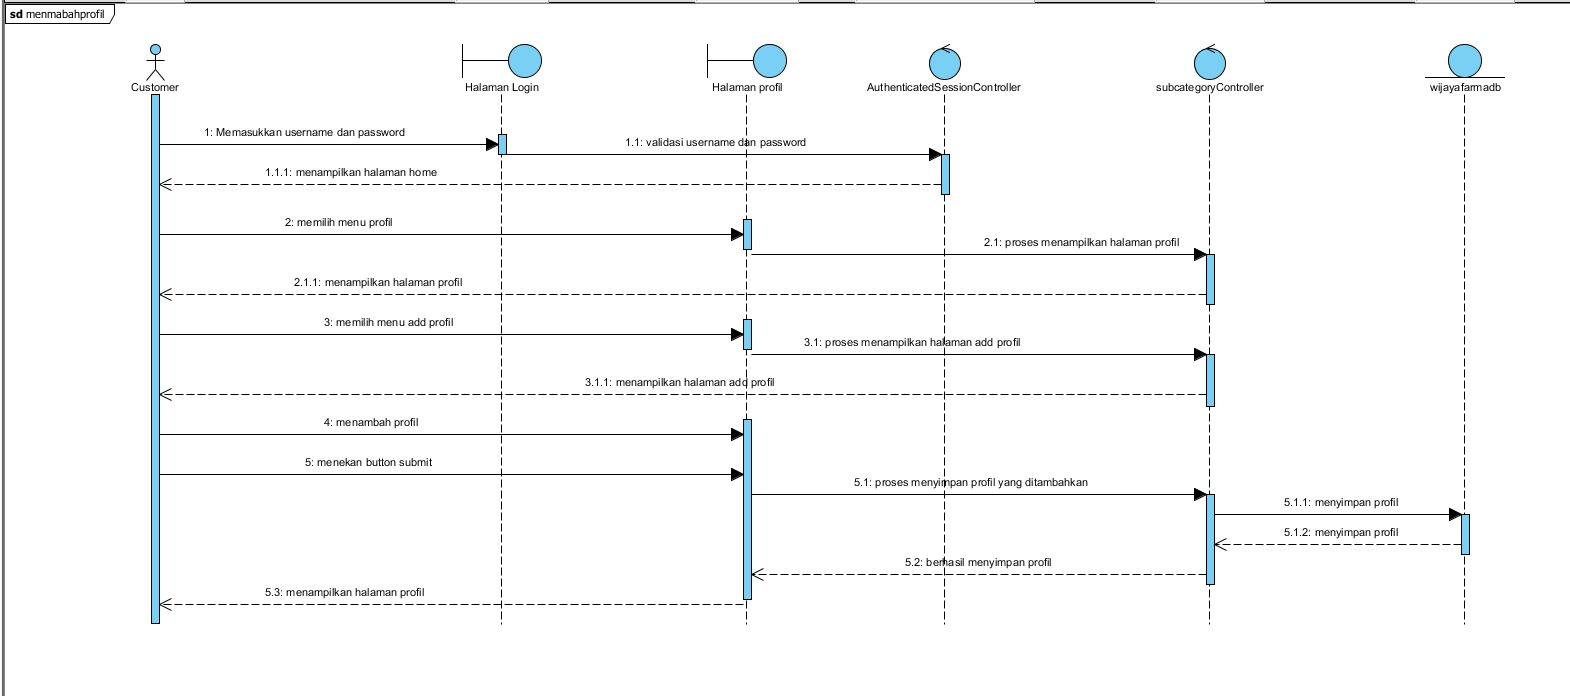 sd menmabahprofil
Customer
Halaman Login
Halaman profil
AuthenticatedSessionController
subcategoryController
wijayafarmadb
1: Memasukkan username dan password
1.1: validasi username dan password
1.1.1: menampilkan halaman home
2: memilih menu profil
2.1: proses menampilkan halaman profil
2.1.1: menampilkan halaman profil
3: memilih menu add profil
3.1: proses menampilkan halaman add profil
3.1.1: menampilkan halaman add profil
4: menambah profil
5: menekan button submit
5.1: proses menyimpan profil yang ditambahkan
5.1.1: menyimpan profil
5.1.2: menyimpan profil
5.2: berhasil menyimpan profil
5.3: menampilkan halaman profil